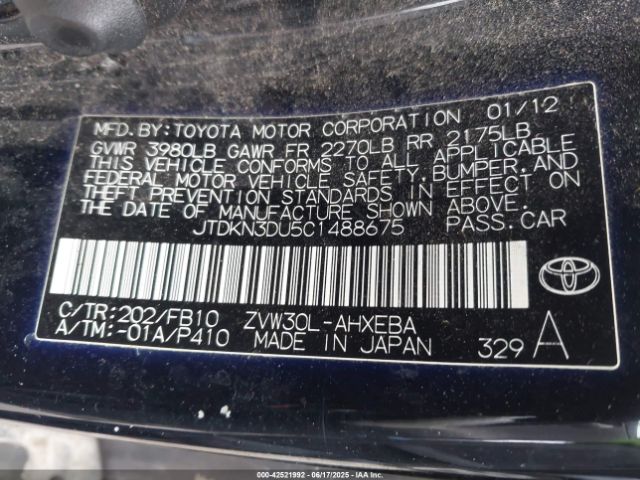 MFD.BY:TOYOTA MOTOR CORPORATION 01/12
GVWR 3980LB GAWR FR 2270LB RR 2175LB
THIS VEHICLE CONFORMS TO ALL APPLICABLE
FEDERAL MOTOR VEHICLE SAFETY,BUMPER,AND
THEFT PREVENTION STANDARDS IN EFFECT ON
THE DATE OF MANUFACTURE SHOWN ABOVE.
JTDKN3DU5C1488675 PASS.CAR
C/TR:202/FB10 ZVW30L-AHXEBA
A/TM:-01A/P410 MADE IN JAPAN 329 A
000-42521992 - 06/17/2025 - IAAI.COM